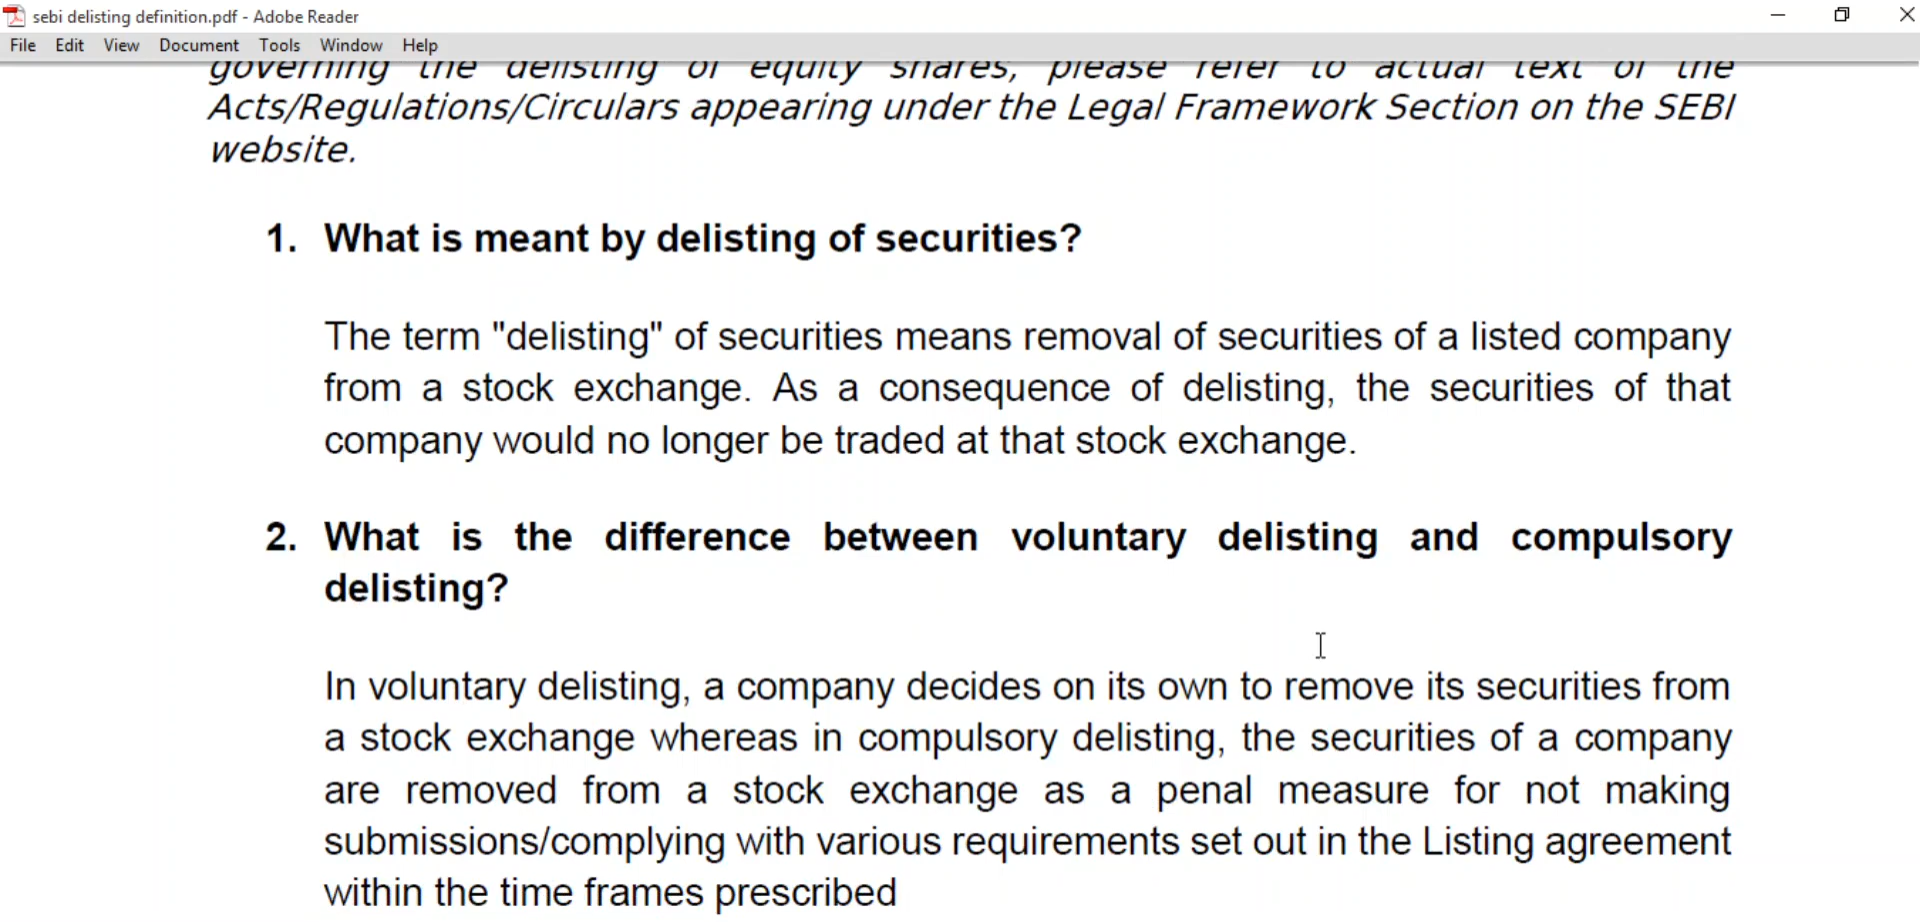 sebi delisting definition.pdf - Adobe Reader
File Edit View Document Tools Window Help
governing the delisting of equity shares, please refer to actual text of the
Acts/Regulations/Circulars appearing under the Legal Framework Section on the SEBI
website.
1. What is meant by delisting of securities?
The term "delisting" of securities means removal of securities of a listed company
from a stock exchange. As a consequence of delisting, the securities of that
company would no longer be traded at that stock exchange.
2. What is the difference between voluntary delisting and compulsory
delisting?
In voluntary delisting, a company decides on its own to remove its securities from
a stock exchange whereas in compulsory delisting, the securities of a company
are removed from a stock exchange as a penal measure for not making
submissions/complying with various requirements set out in the Listing agreement
within the time frames prescribed